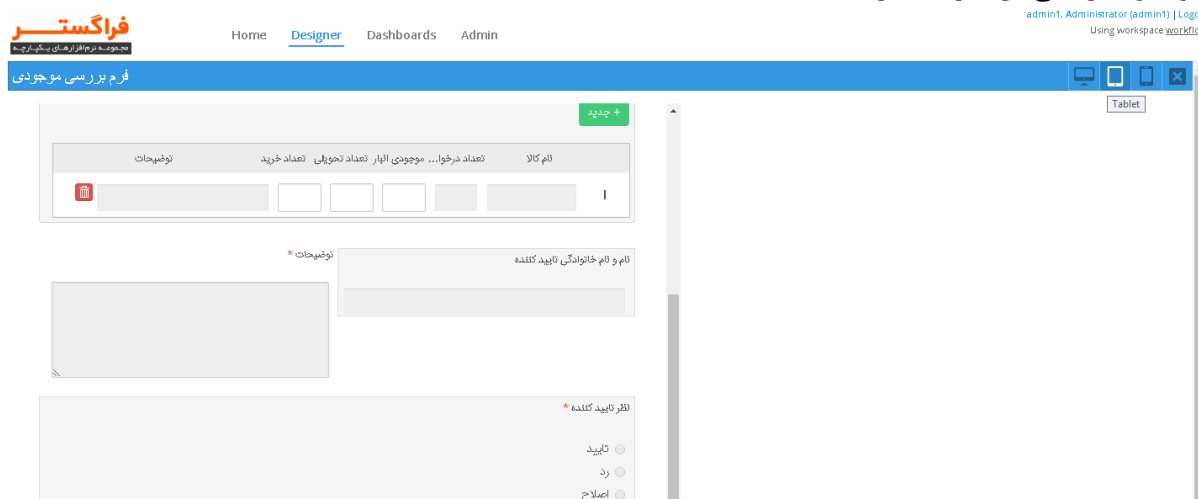 admin1, Administrator (admin1) | Logo
Using workspace workflo
فراگستر
مجموعه نرم‌افزارهای یکپارچه
Home Designer Dashboards Admin
فرم بررسی موجودی
Tablet
+ جدید
نام کالا تعداد درخوا... موجودی انبار تعداد تحویلی تعداد خرید توضیحات
1
نام و نام خانوادگی تایید کننده
توضیحات *
نظر تایید کننده *
تایید
رد
اصلاح